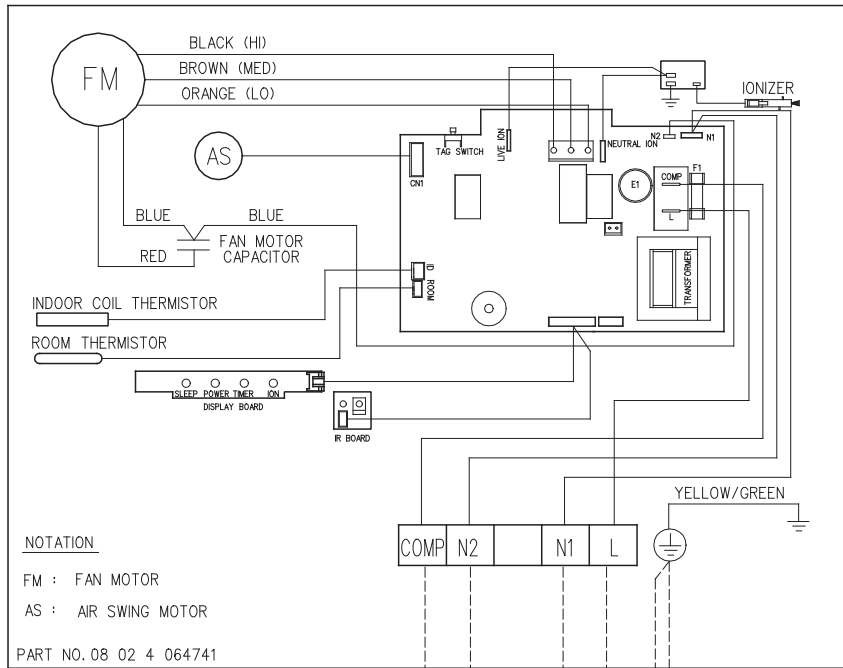 BLACK (HI)
FM
BROWN (MED)
ORANGE (LO)
IONIZER
AS
TAG SWITCH
LIVE ION
NEUTRAL ION
N2
N1
CN1
COMP
F1
E1
L
BLUE
BLUE
FAN MOTOR
CAPACITOR
RED
ID
ROOM
TRANSFORMER
INDOOR COIL THERMISTOR
ROOM THERMISTOR
SLEEP POWER TIMER ION
DISPLAY BOARD
IR BOARD
YELLOW/GREEN
COMP N2 N1 L
NOTATION
FM : FAN MOTOR
AS : AIR SWING MOTOR
PART NO. 08 02 4 064741